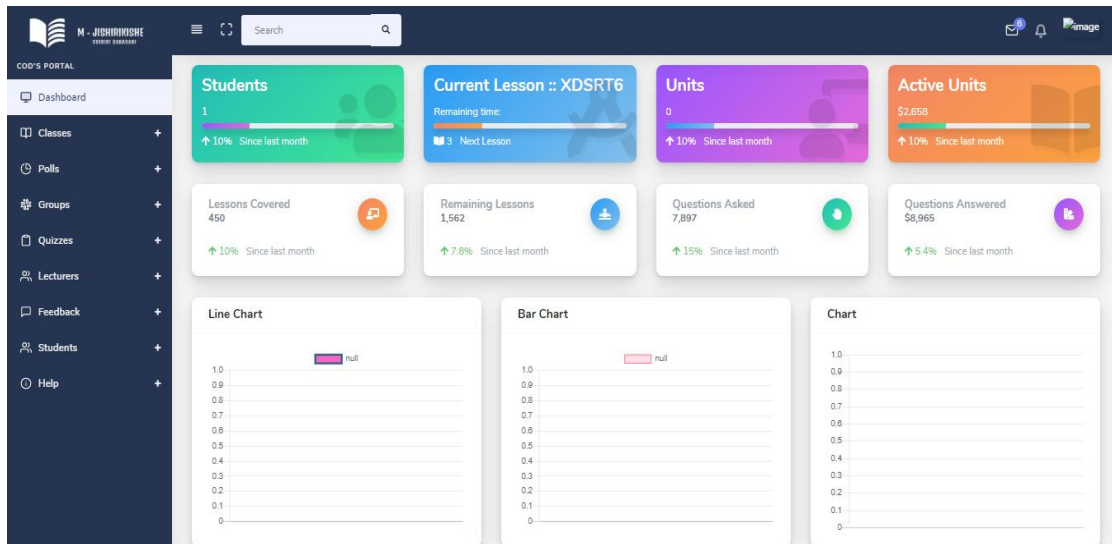 M - JISHIRIKISHE
COD'S PORTAL
Dashboard
Classes +
Polls +
Groups +
Quizzes +
Lecturers +
Feedback +
Students +
Help +
Search
6
image
Students
1
10% Since last month
Current Lesson :: XDSRT6
Remaining time:
3 Next Lesson
Units
0
10% Since last month
Active Units
$2,658
10% Since last month
Lessons Covered
450
10% Since last month
Remaining Lessons
1,562
7.8% Since last month
Questions Asked
7,897
15% Since last month
Questions Answered
$8,965
5.4% Since last month
Line Chart
null
1.0
0.9
0.8
0.7
0.6
0.5
0.4
0.3
0.2
0.1
0
Bar Chart
null
1.0
0.9
0.8
0.7
0.6
0.5
0.4
0.3
0.2
0.1
0
Chart
1.0
0.9
0.8
0.7
0.6
0.5
0.4
0.3
0.2
0.1
0